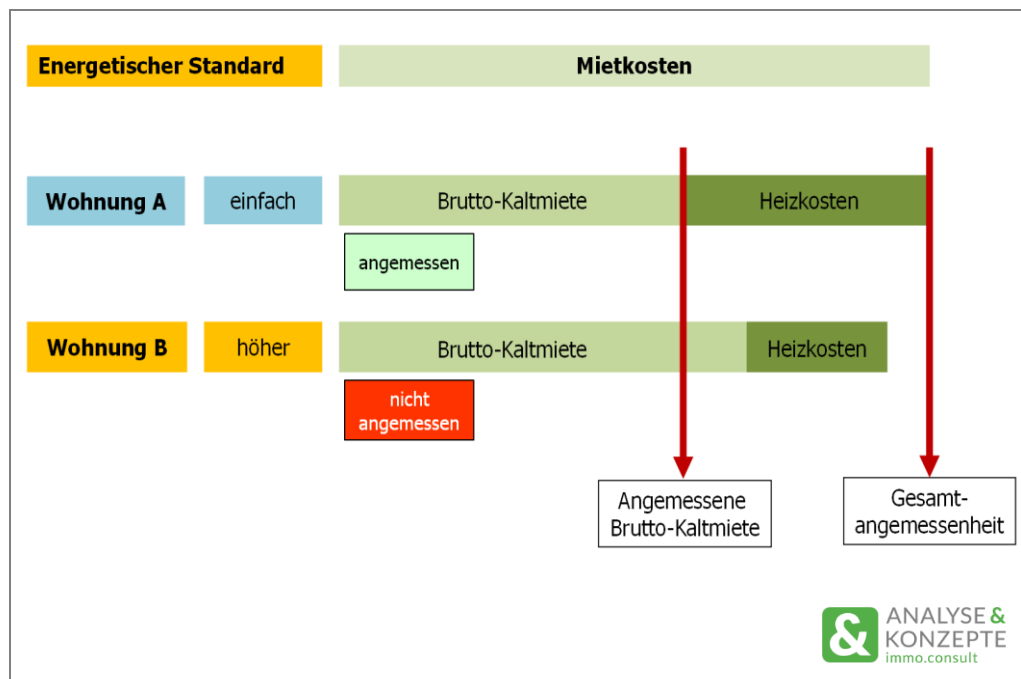 Energetischer Standard
Mietkosten
Wohnung A
einfach
Brutto-Kaltmiete
Heizkosten
angemessen
Wohnung B
höher
Brutto-Kaltmiete
Heizkosten
nicht
angemessen
Angemessene
Brutto-Kaltmiete
Gesamt-
angemessenheit
&
ANALYSE &
KONZEPTE
immo.consult